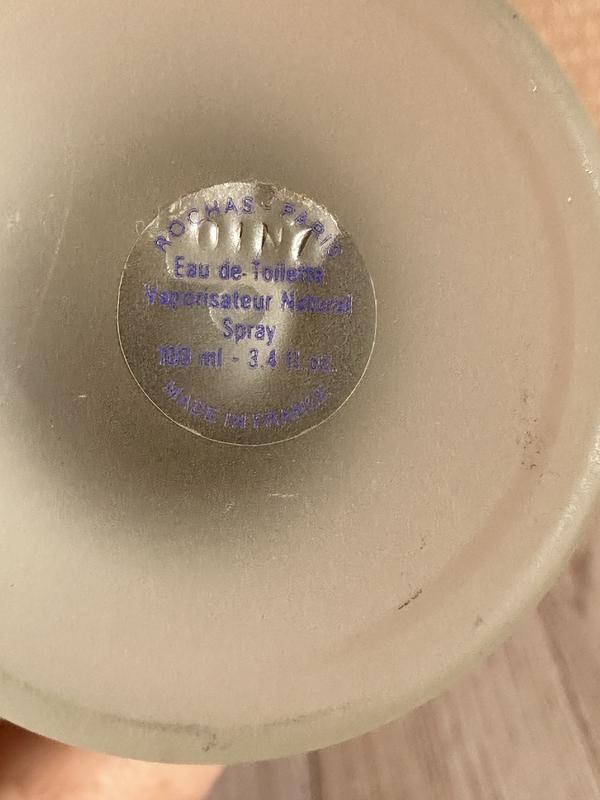 ROCHAS - PARIS
Eau de Toilette
Vaporisateur Natural
Spray
100 ml - 3.4 fl. oz.
MADE IN FRANCE